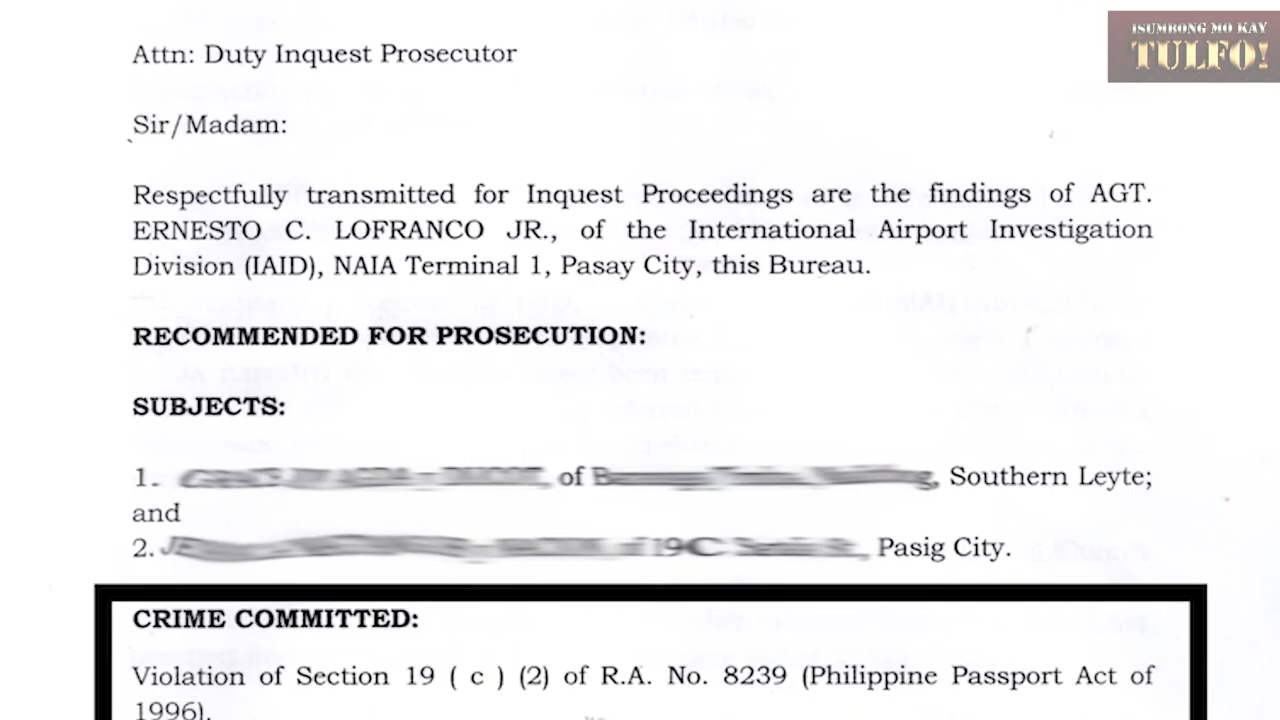 ISUMBONG MO KAY
TULFO!
Attn: Duty Inquest Prosecutor
Sir/Madam:
Respectfully transmitted for Inquest Proceedings are the findings of AGT.
ERNESTO C. LOFRANCO JR., of the International Airport Investigation
Division (IAID), NAIA Terminal 1, Pasay City, this Bureau.
RECOMMENDED FOR PROSECUTION:
SUBJECTS:
1. of Southern Leyte;
and
2. Pasig City.
CRIME COMMITTED:
Violation of Section 19 ( c ) (2) of R.A. No. 8239 (Philippine Passport Act of
1996).